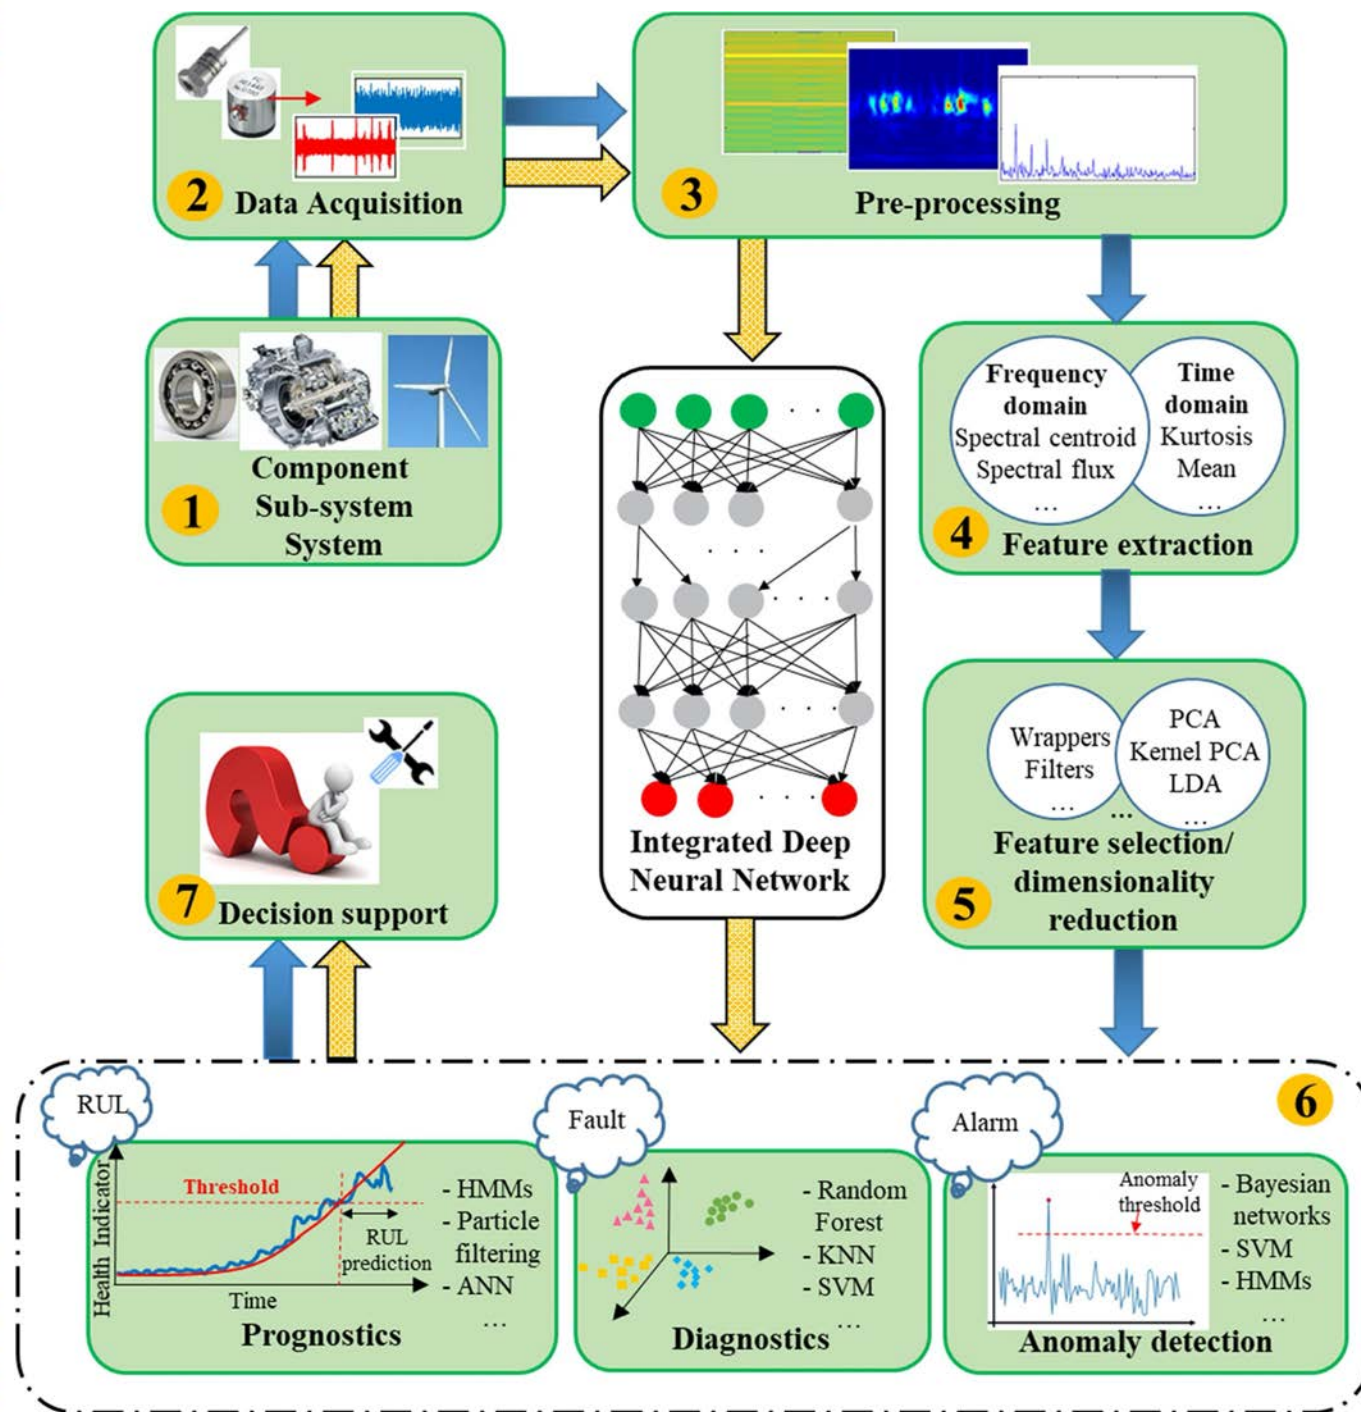 2
Data Acquisition
3
Pre-processing
1
Component
Sub-system
System
Frequency
domain
Spectral centroid
Spectral flux
...
Time
domain
Kurtosis
Mean
...
4
Feature extraction
. . .
. . .
. . .
. . .
. . .
Integrated Deep
Neural Network
Wrappers
Filters
...
...
PCA
Kernel PCA
LDA
...
5
Feature selection/
dimensionality
reduction
7
Decision support
6
RUL
Health Indicator
Threshold
RUL
prediction
Time
- HMMs
- Particle
filtering
- ANN
...
Prognostics
Fault
- Random
Forest
- KNN
- SVM
...
Diagnostics
Alarm
Anomaly
threshold
- Bayesian
networks
- SVM
- HMMs
...
Anomaly detection